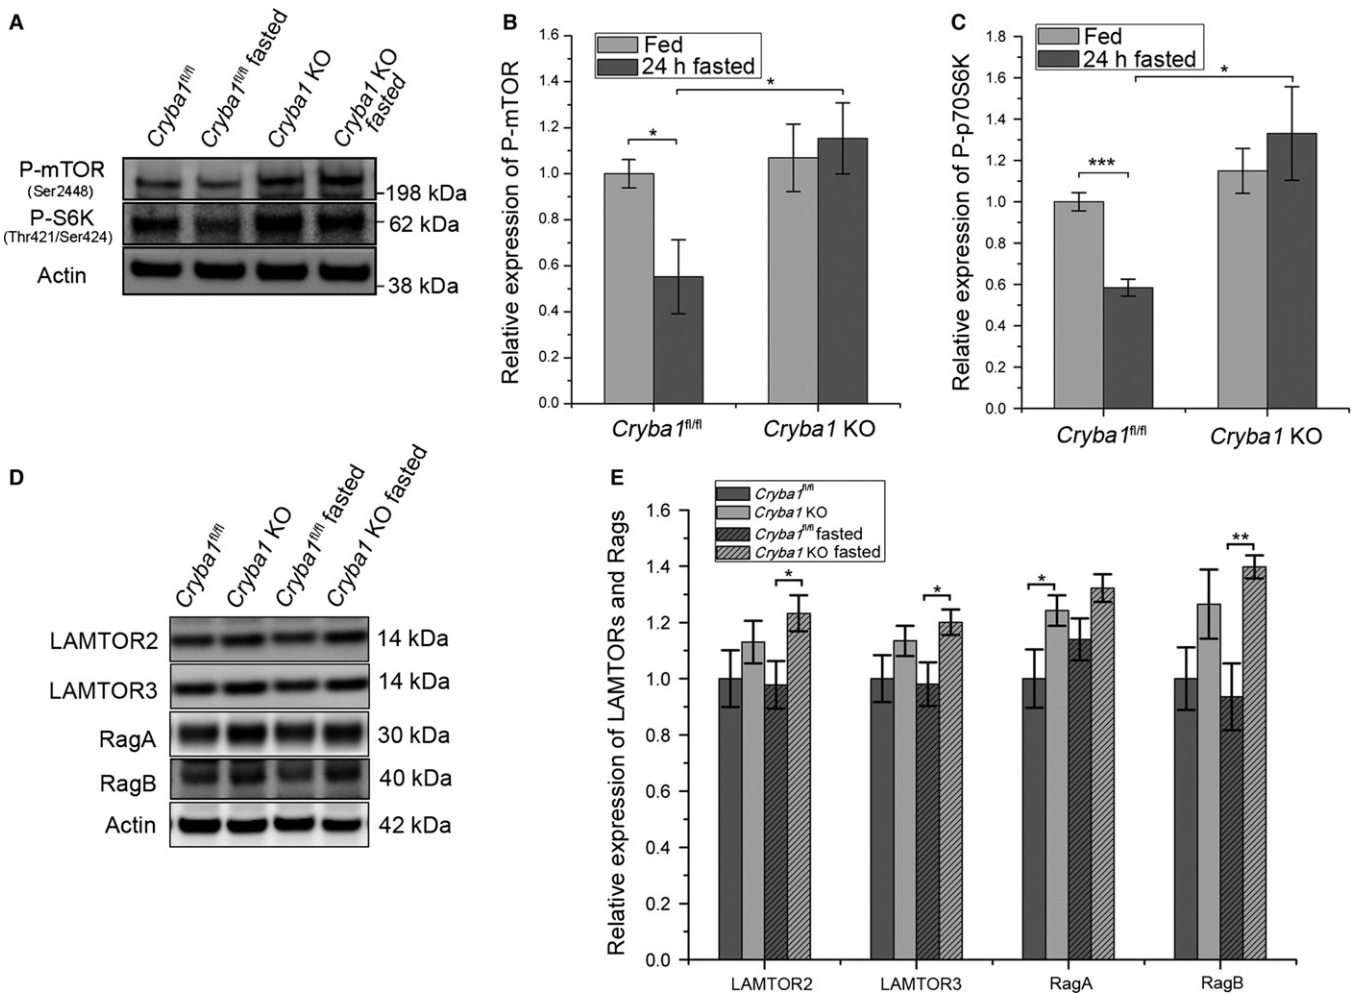 A
Cryba1fl/fl
Cryba1fl/fl fasted
Cryba1 KO
Cryba1 KO
fasted
P-mTOR
(Ser2448)
198 kDa
P-S6K
(Thr421/Ser424)
62 kDa
Actin
38 kDa
B
Relative expression of P-mTOR
1.6
1.4
1.2
1.0
0.8
0.6
0.4
0.2
0.0
Fed
24 h fasted
*
*
Cryba1fl/fl
Cryba1 KO
C
Relative expression of P-p70S6K
1.8
1.6
1.4
1.2
1.0
0.8
0.6
0.4
0.2
0.0
Fed
24 h fasted
*
***
Cryba1fl/fl
Cryba1 KO
D
Cryba1fl/fl
Cryba1 KO
Cryba1fl/fl fasted
Cryba1 KO fasted
LAMTOR2
14 kDa
LAMTOR3
14 kDa
RagA
30 kDa
RagB
40 kDa
Actin
42 kDa
E
Relative expression of LAMTORs and Rags
1.6
1.4
1.2
1.0
0.8
0.6
0.4
0.2
0.0
Cryba1fl/fl
Cryba1 KO
Cryba1fl/fl fasted
Cryba1 KO fasted
*
*
*
**
LAMTOR2
LAMTOR3
RagA
RagB